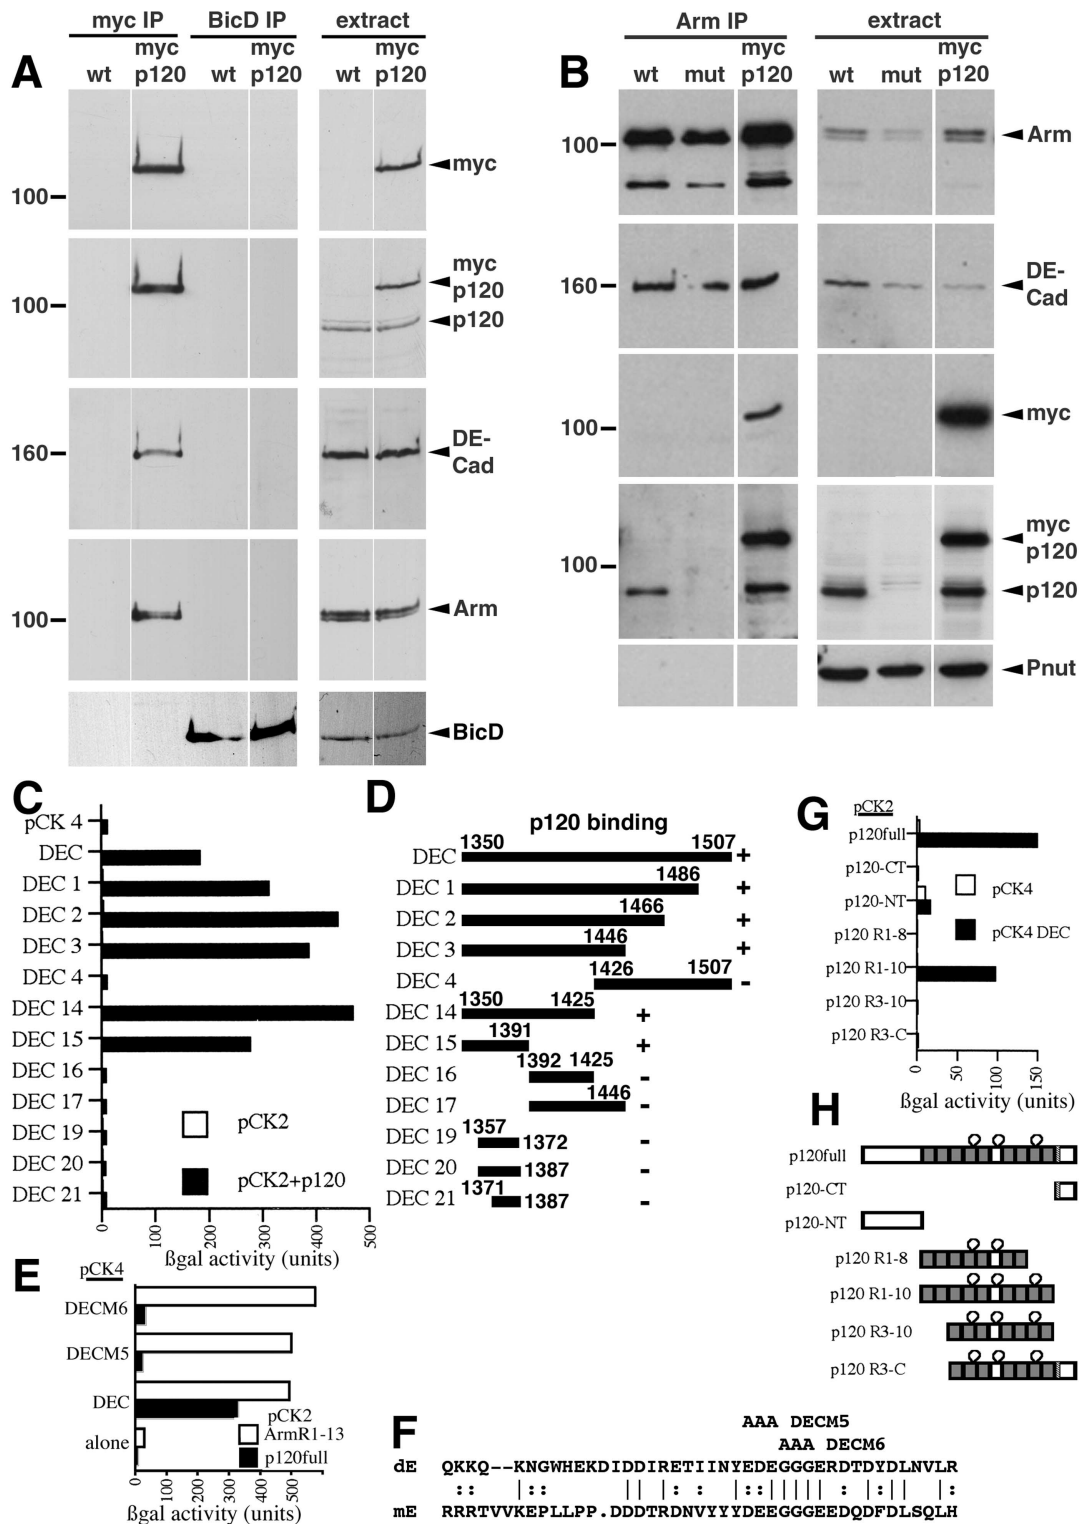 A
myc IP BicD IP extract
wt myc p120 wt myc p120 wt myc p120
100 myc
100 myc p120
p120
160 DE-Cad
100 Arm
BicD
B
Arm IP extract
wt mut myc p120 wt mut myc p120
100 Arm
160 DE-Cad
100 myc
100 myc p120
p120
Pnut
C
pCK 4
DEC
DEC 1
DEC 2
DEC 3
DEC 4
DEC 14
DEC 15
DEC 16
DEC 17
DEC 19
DEC 20
DEC 21
pCK2
pCK2+p120
0 100 200 300 400 500
ßgal activity (units)
D
p120 binding
DEC 1350 1507 +
DEC 1 1486 +
DEC 2 1466 +
DEC 3 1446 +
DEC 4 1426 1507 -
DEC 14 1350 1425 +
DEC 15 1391 +
DEC 16 1392 1425 -
DEC 17 1446 -
DEC 19 1357 1372 -
DEC 20 1387 -
DEC 21 1371 1387 -
E
pCK4
DECM6
DECM5
DEC
alone
pCK2
ArmR1-13
p120full
0 100 200 300 400 500
ßgal activity (units)
F
AAA DECM5
AAA DECM6
dE QKKQ--KNGWHEKDIDDIRETIINYEDEGGGERDTDYDLNVLR
mE RRRTVVKEPLLPP.DDDTRDNVYYYDEEGGGEEDQDFDLSQLH
G
pCK2
p120full
p120-CT
p120-NT
p120 R1-8
p120 R1-10
p120 R3-10
p120 R3-C
pCK4
pCK4 DEC
0 50 100 150
ßgal activity (units)
H
p120full
p120-CT
p120-NT
p120 R1-8
p120 R1-10
p120 R3-10
p120 R3-C